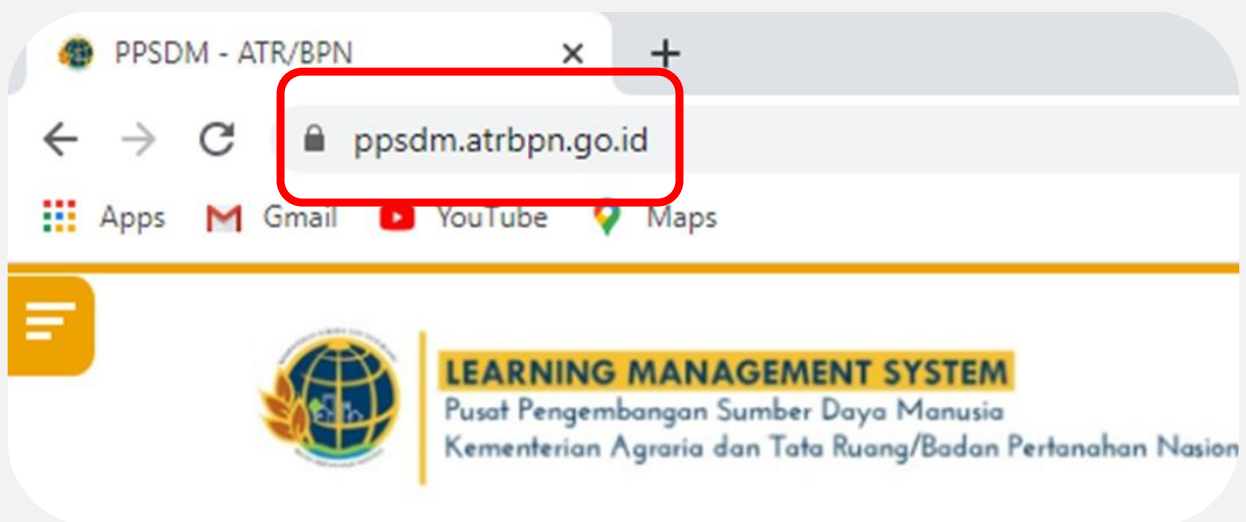 PPSDM - ATR/BPN
ppsdm.atrbpn.go.id
Apps Gmail YouTube Maps
LEARNING MANAGEMENT SYSTEM
Pusat Pengembangan Sumber Daya Manusia
Kementerian Agraria dan Tata Ruang/Badan Pertanahan Nasion